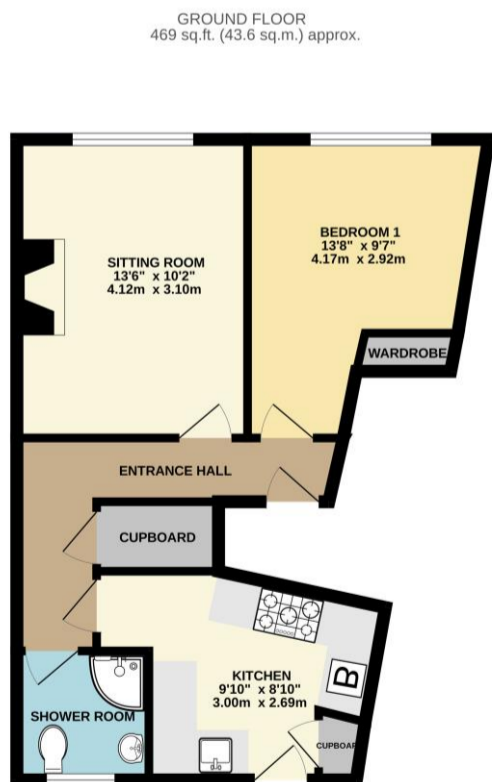 GROUND FLOOR
469 sq.ft. (43.6 sq.m.) approx.
BEDROOM 1
13'8" x 9'7"
4.17m x 2.92m
SITTING ROOM
13'6" x 10'2"
4.12m x 3.10m
WARDROBE
ENTRANCE HALL
CUPBOARD
KITCHEN
9'10" x 8'10"
3.00m x 2.69m
B
SHOWER ROOM
CUPBOARD